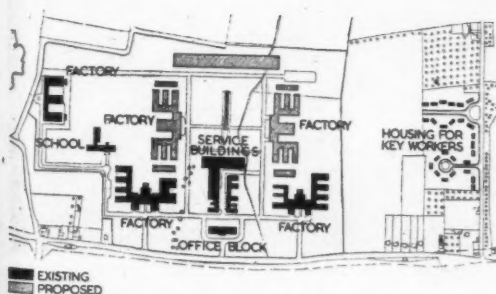 FACTORY
FACTORY
FACTORY
SCHOOL
SERVICE
BUILDINGS
HOUSING FOR
KEY WORKERS
FACTORY
FACTORY
OFFICE BLOCK
EXISTING
PROPOSED